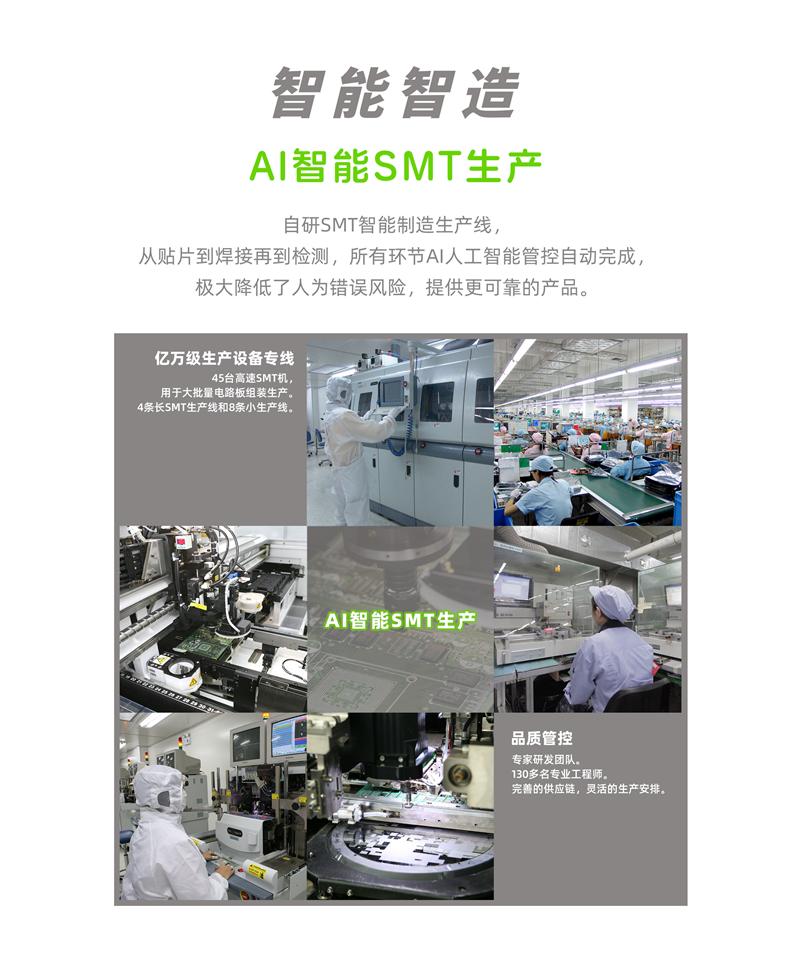 智能智造
AI智能SMT生产
自研SMT智能制造生产线，
从贴片到焊接再到检测，所有环节AI人工智能管控自动完成，
极大降低了人为错误风险，提供更可靠的产品。
亿万级生产设备专线
45台高速SMT机，
用于大批量电路板组装生产。
4条长SMT生产线和8条小生产线。
AI智能SMT生产
品质管控
专家研发团队。
130多名专业工程师。
完善的供应链，灵活的生产安排。